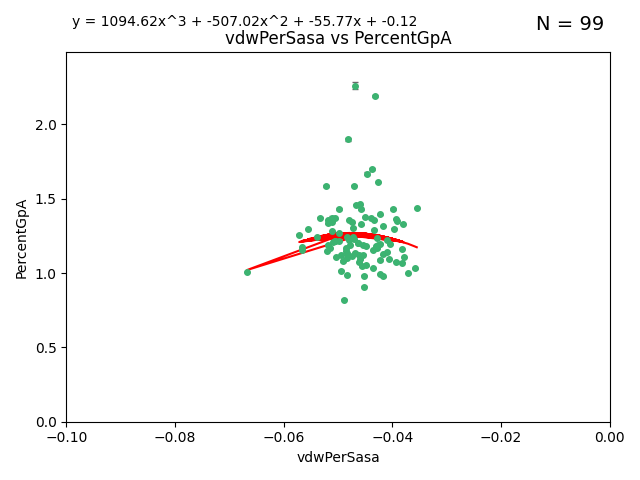 y = 1094.62x^3 + -507.02x^2 + -55.77x + -0.12
N = 99
vdwPerSasa vs PercentGpA
PercentGpA
2.0
1.5
1.0
0.5
0.0
-0.10 -0.08 -0.06 -0.04 -0.02 0.00
vdwPerSasa